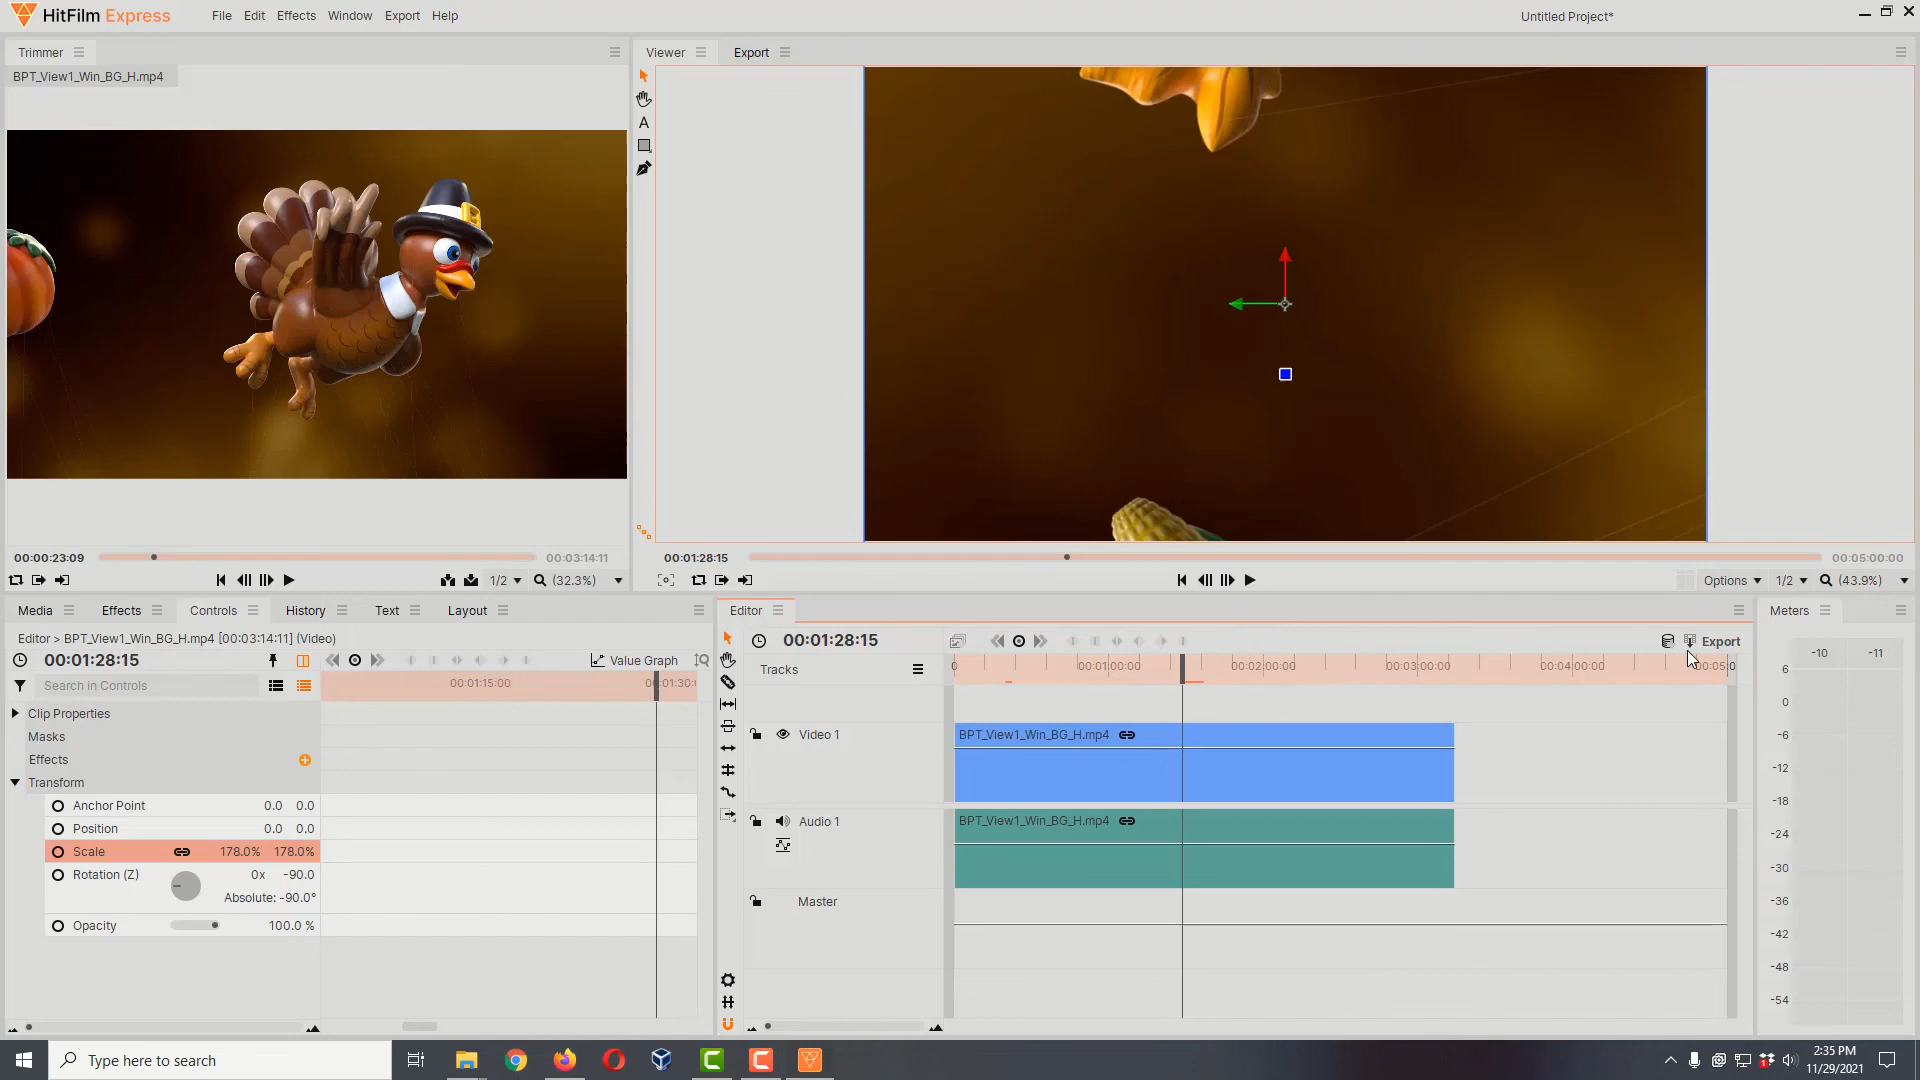 HitFilm Express File Edit Effects Window Export Help Untitled Project*
Trimmer Viewer Export
BPT_View1_Win_BG_H.mp4
A
00:00:23:09 00:03:14:11 00:01:28:15 00:05:00:00
1/2 (32.3%) Options 1/2 (43.9%)
Media Effects Controls History Text Layout Editor Meters
Editor > BPT_View1_Win_BG_H.mp4 [00:03:14:11] (Video) 00:01:28:15 Export
00:01:28:15 Value Graph -10 -11
Tracks 0 00:01:00:00 00:02:00:00 00:03:00:00 00:04:00:00 6
Search in Controls 00:01:15:00
0
Clip Properties
Masks Video 1 BPT_View1_Win_BG_H.mp4 -6
Effects
-12
Transform
-18
Anchor Point 0.0 0.0
Position 0.0 0.0 Audio 1 BPT_View1_Win_BG_H.mp4 -24
Scale 178.0% 178.0%
Rotation (Z) 0x -90.0 -30
Absolute: -90.0° Master -36
Opacity 100.0 %
-42
-48
-54
Type here to search
2:35 PM
11/29/2021